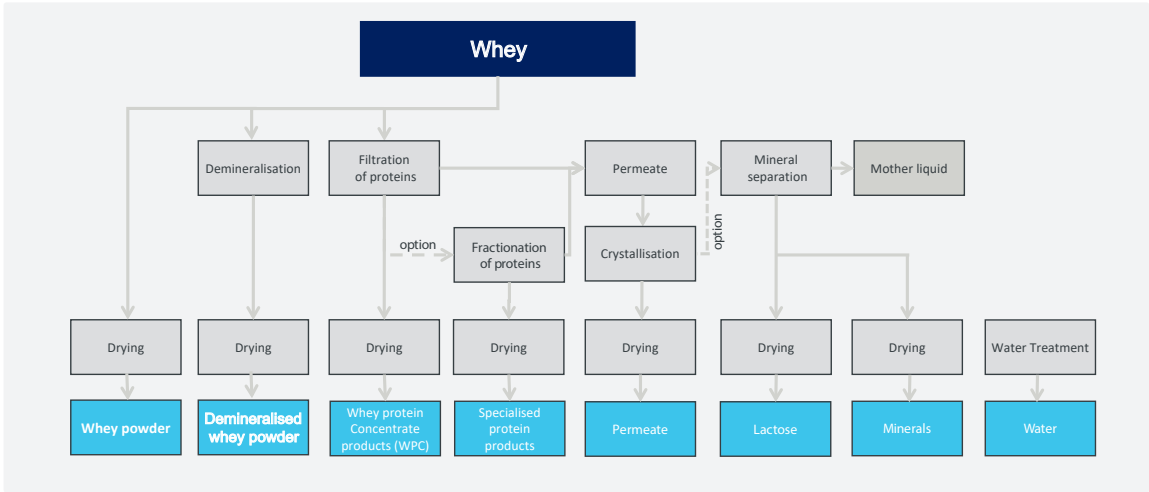 Whey
Demineralisation
Filtration
of proteins
Permeate
Mineral
separation
Mother liquid
option
Fractionation
of proteins
Crystallisation
option
Drying
Drying
Drying
Drying
Drying
Drying
Drying
Water Treatment
Whey powder
Demineralised
whey powder
Whey protein
Concentrate
products (WPC)
Specialised
protein
products
Permeate
Lactose
Minerals
Water